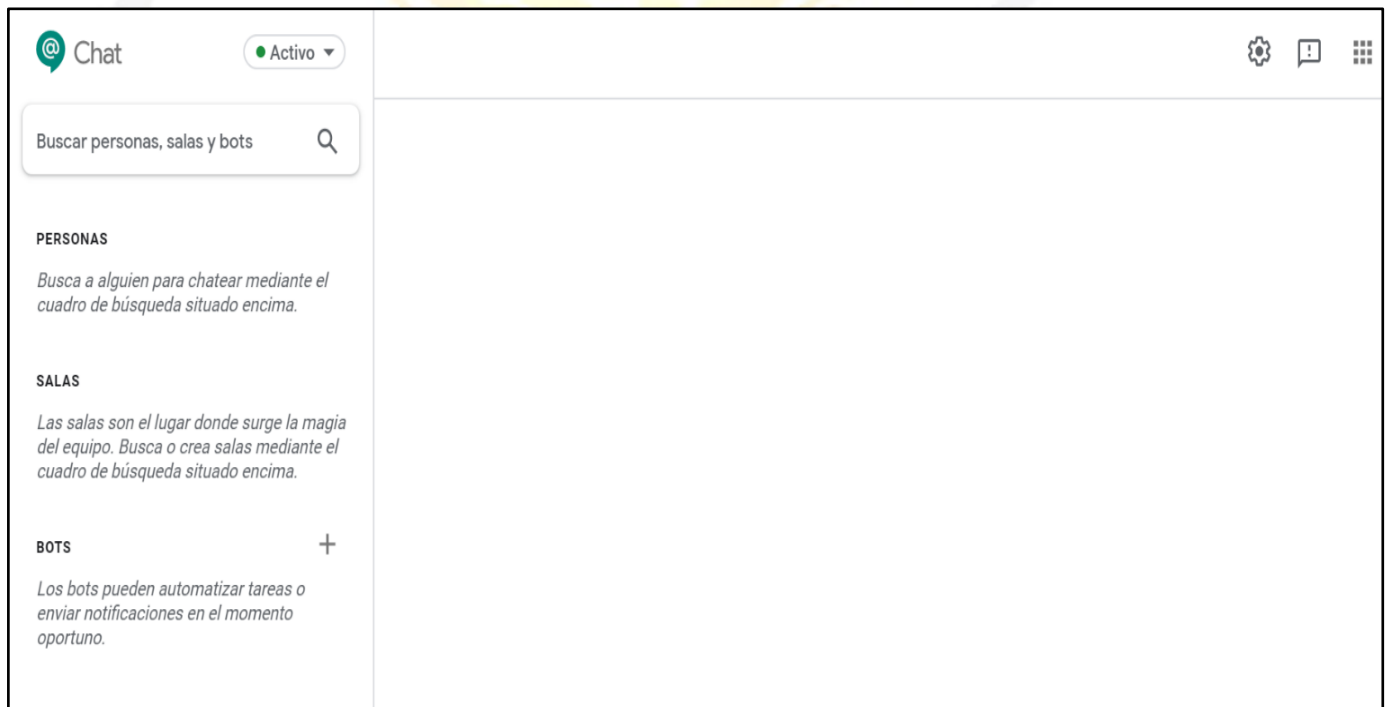 Chat
Activo
Buscar personas, salas y bots
PERSONAS
Busca a alguien para chatear mediante el
cuadro de búsqueda situado encima.
SALAS
Las salas son el lugar donde surge la magia
del equipo. Busca o crea salas mediante el
cuadro de búsqueda situado encima.
BOTS
Los bots pueden automatizar tareas o
enviar notificaciones en el momento
oportuno.